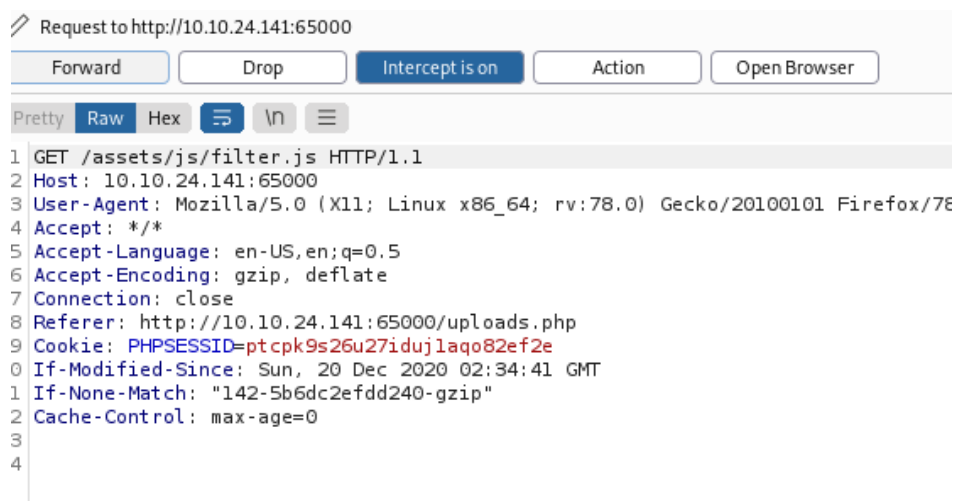 Request to http://10.10.24.141:65000
Forward Drop Intercept is on Action Open Browser
Pretty Raw Hex \n
1 GET /assets/js/filter.js HTTP/1.1
2 Host: 10.10.24.141:65000
3 User-Agent: Mozilla/5.0 (X11; Linux x86_64; rv:78.0) Gecko/20100101 Firefox/78
4 Accept: */*
5 Accept-Language: en-US,en;q=0.5
6 Accept-Encoding: gzip, deflate
7 Connection: close
8 Referer: http://10.10.24.141:65000/uploads.php
9 Cookie: PHPSESSID=ptcpk9s26u27iduj1aqo82ef2e
0 If-Modified-Since: Sun, 20 Dec 2020 02:34:41 GMT
1 If-None-Match: "142-5b6dc2efdd240-gzip"
2 Cache-Control: max-age=0
3
4